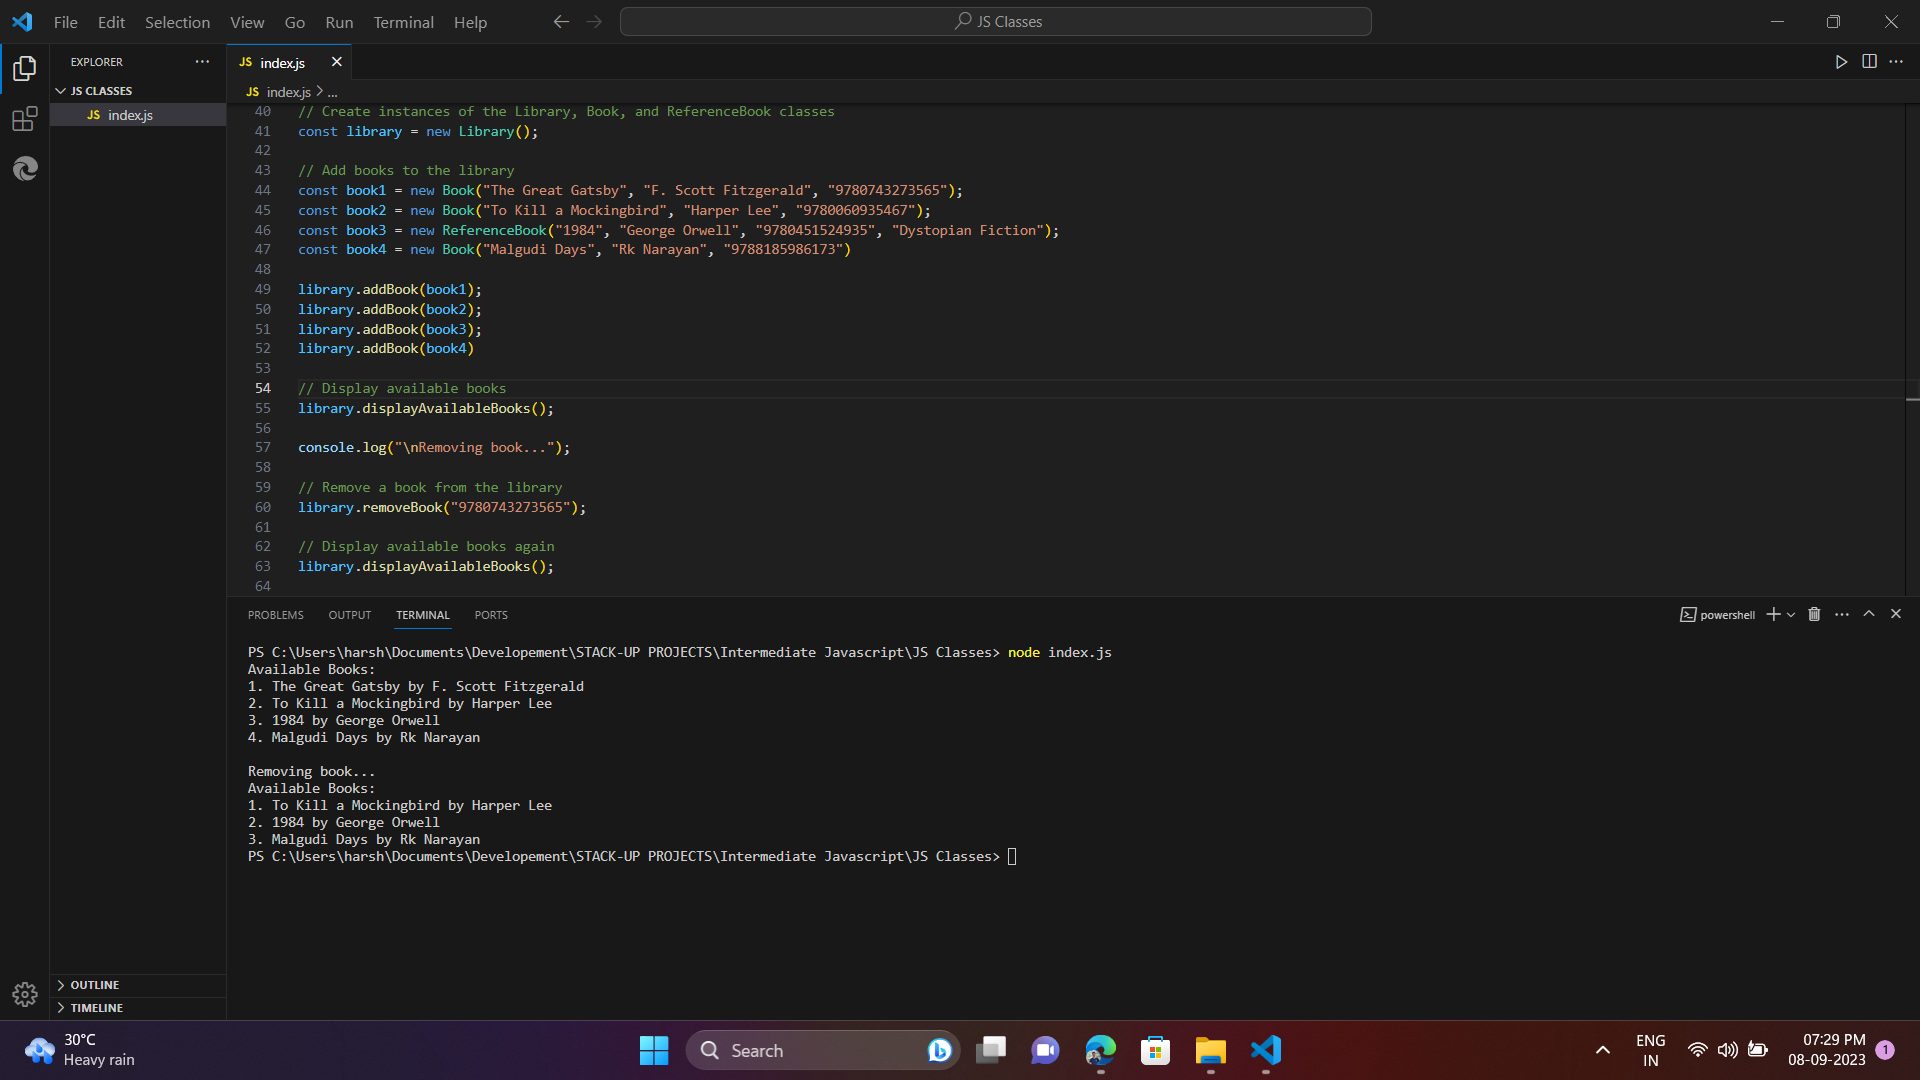 File Edit Selection View Go Run Terminal Help
JS Classes
EXPLORER
JS CLASSES
JS index.js
JS index.js
JS index.js > ...
40 // Create instances of the Library, Book, and ReferenceBook classes
41 const library = new Library();
42
43 // Add books to the library
44 const book1 = new Book("The Great Gatsby", "F. Scott Fitzgerald", "9780743273565");
45 const book2 = new Book("To Kill a Mockingbird", "Harper Lee", "9780060935467");
46 const book3 = new ReferenceBook("1984", "George Orwell", "9780451524935", "Dystopian Fiction");
47 const book4 = new Book("Malgudi Days", "Rk Narayan", "9788185986173")
48
49 library.addBook(book1);
50 library.addBook(book2);
51 library.addBook(book3);
52 library.addBook(book4)
53
54 // Display available books
55 library.displayAvailableBooks();
56
57 console.log("\nRemoving book...");
58
59 // Remove a book from the library
60 library.removeBook("9780743273565");
61
62 // Display available books again
63 library.displayAvailableBooks();
64
PROBLEMS OUTPUT TERMINAL PORTS
powershell
PS C:\Users\harsh\Documents\Developement\STACK-UP PROJECTS\Intermediate Javascript\JS Classes> node index.js
Available Books:
1. The Great Gatsby by F. Scott Fitzgerald
2. To Kill a Mockingbird by Harper Lee
3. 1984 by George Orwell
4. Malgudi Days by Rk Narayan
Removing book...
Available Books:
1. To Kill a Mockingbird by Harper Lee
2. 1984 by George Orwell
3. Malgudi Days by Rk Narayan
PS C:\Users\harsh\Documents\Developement\STACK-UP PROJECTS\Intermediate Javascript\JS Classes>
OUTLINE
TIMELINE
30°C
Heavy rain
Search
ENG
IN
07:29 PM
08-09-2023
1